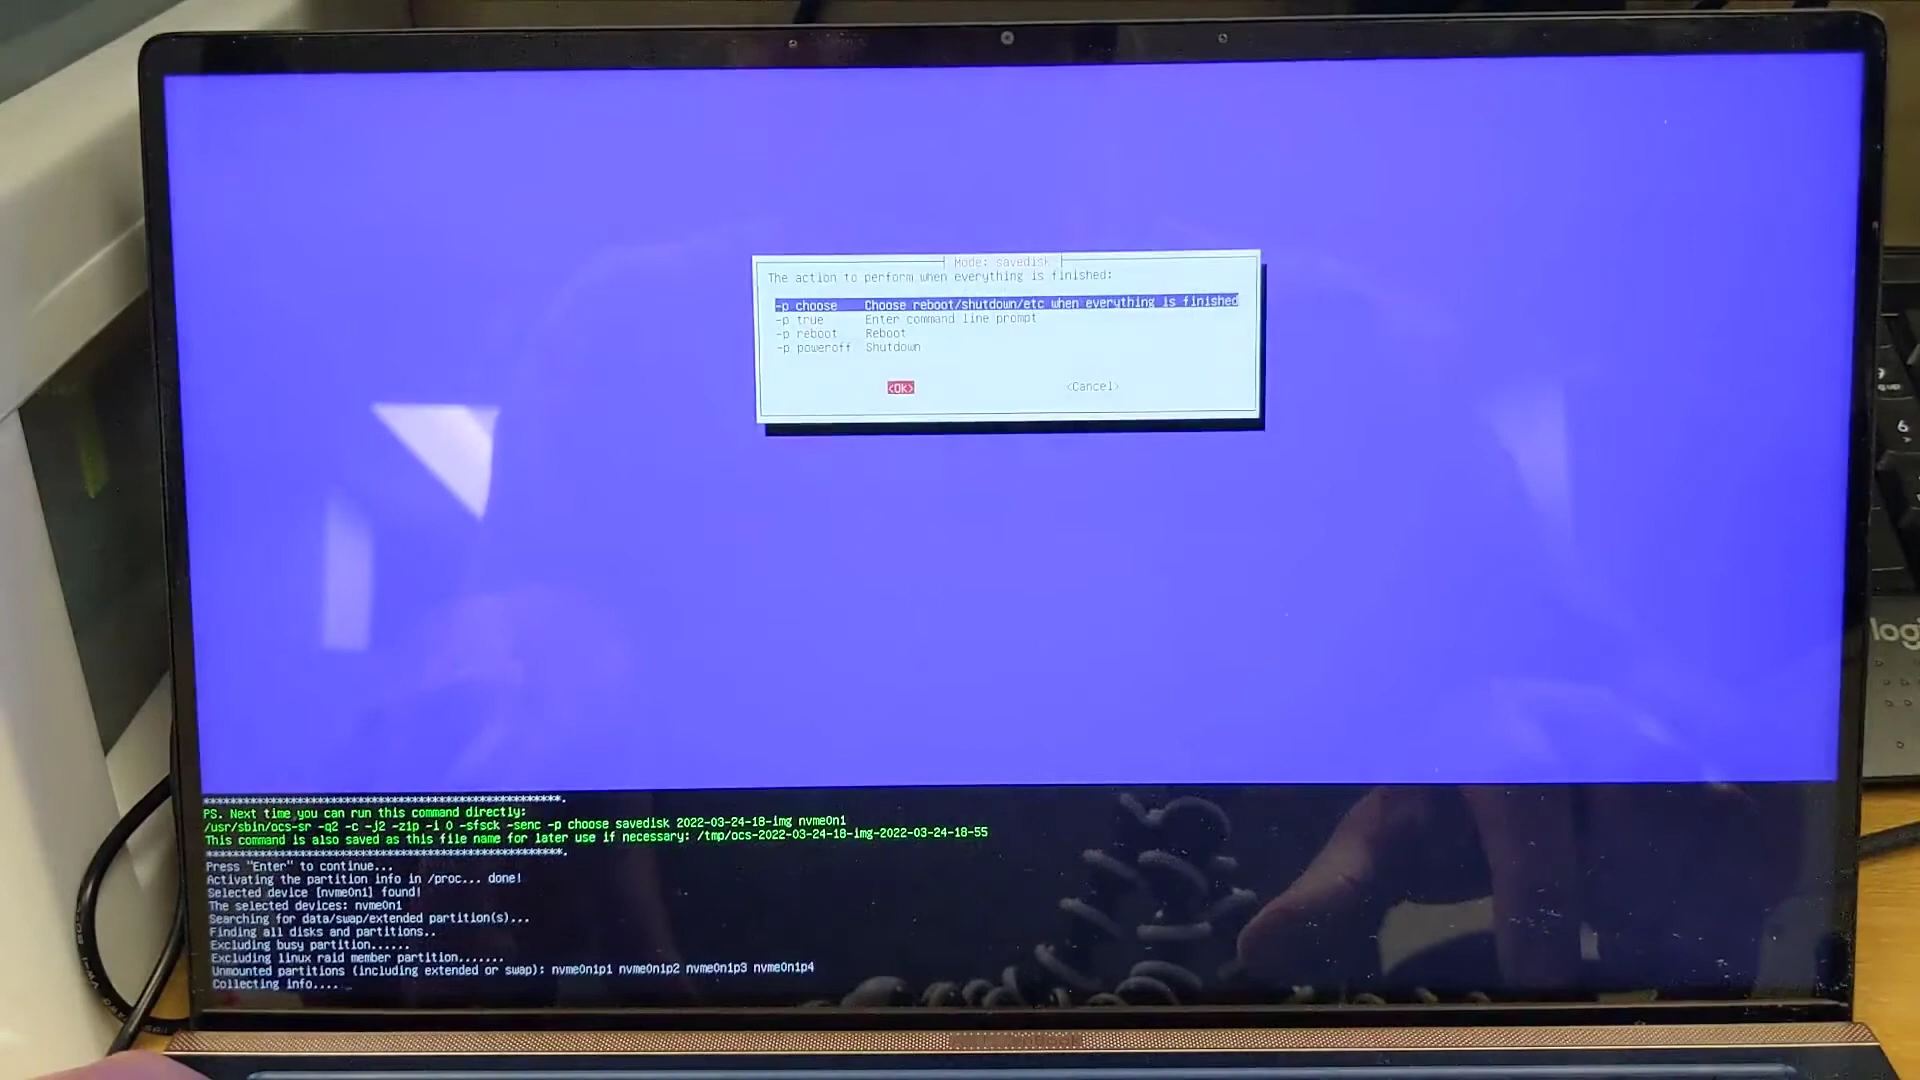 Mode: savedisk
The action to perform when everything is finished:
-p choose Choose reboot/shutdown/etc when everything is finished
-p true Enter command line prompt
-p reboot Reboot
-p poweroff Shutdown
<Ok> <Cancel>
**************************************************.
PS. Next time you can run this command directly:
/usr/sbin/ocs-sr -q2 -c -j2 -z1p -i 0 -sfsck -senc -p choose savedisk 2022-03-24-18-img nvme0n1
This command is also saved as this file name for later use if necessary: /tmp/ocs-2022-03-24-18-img-2022-03-24-18-55
**************************************************.
Press "Enter" to continue...
Activating the partition info in /proc... done!
Selected device [nvme0n1] found!
The selected devices: nvme0n1
Searching for data/swap/extended partition(s)...
Finding all disks and partitions..
Excluding busy partition......
Excluding linux raid member partition.......
Unmounted partitions (including extended or swap): nvme0n1p1 nvme0n1p2 nvme0n1p3 nvme0n1p4
Collecting info.... _
9
6
logi